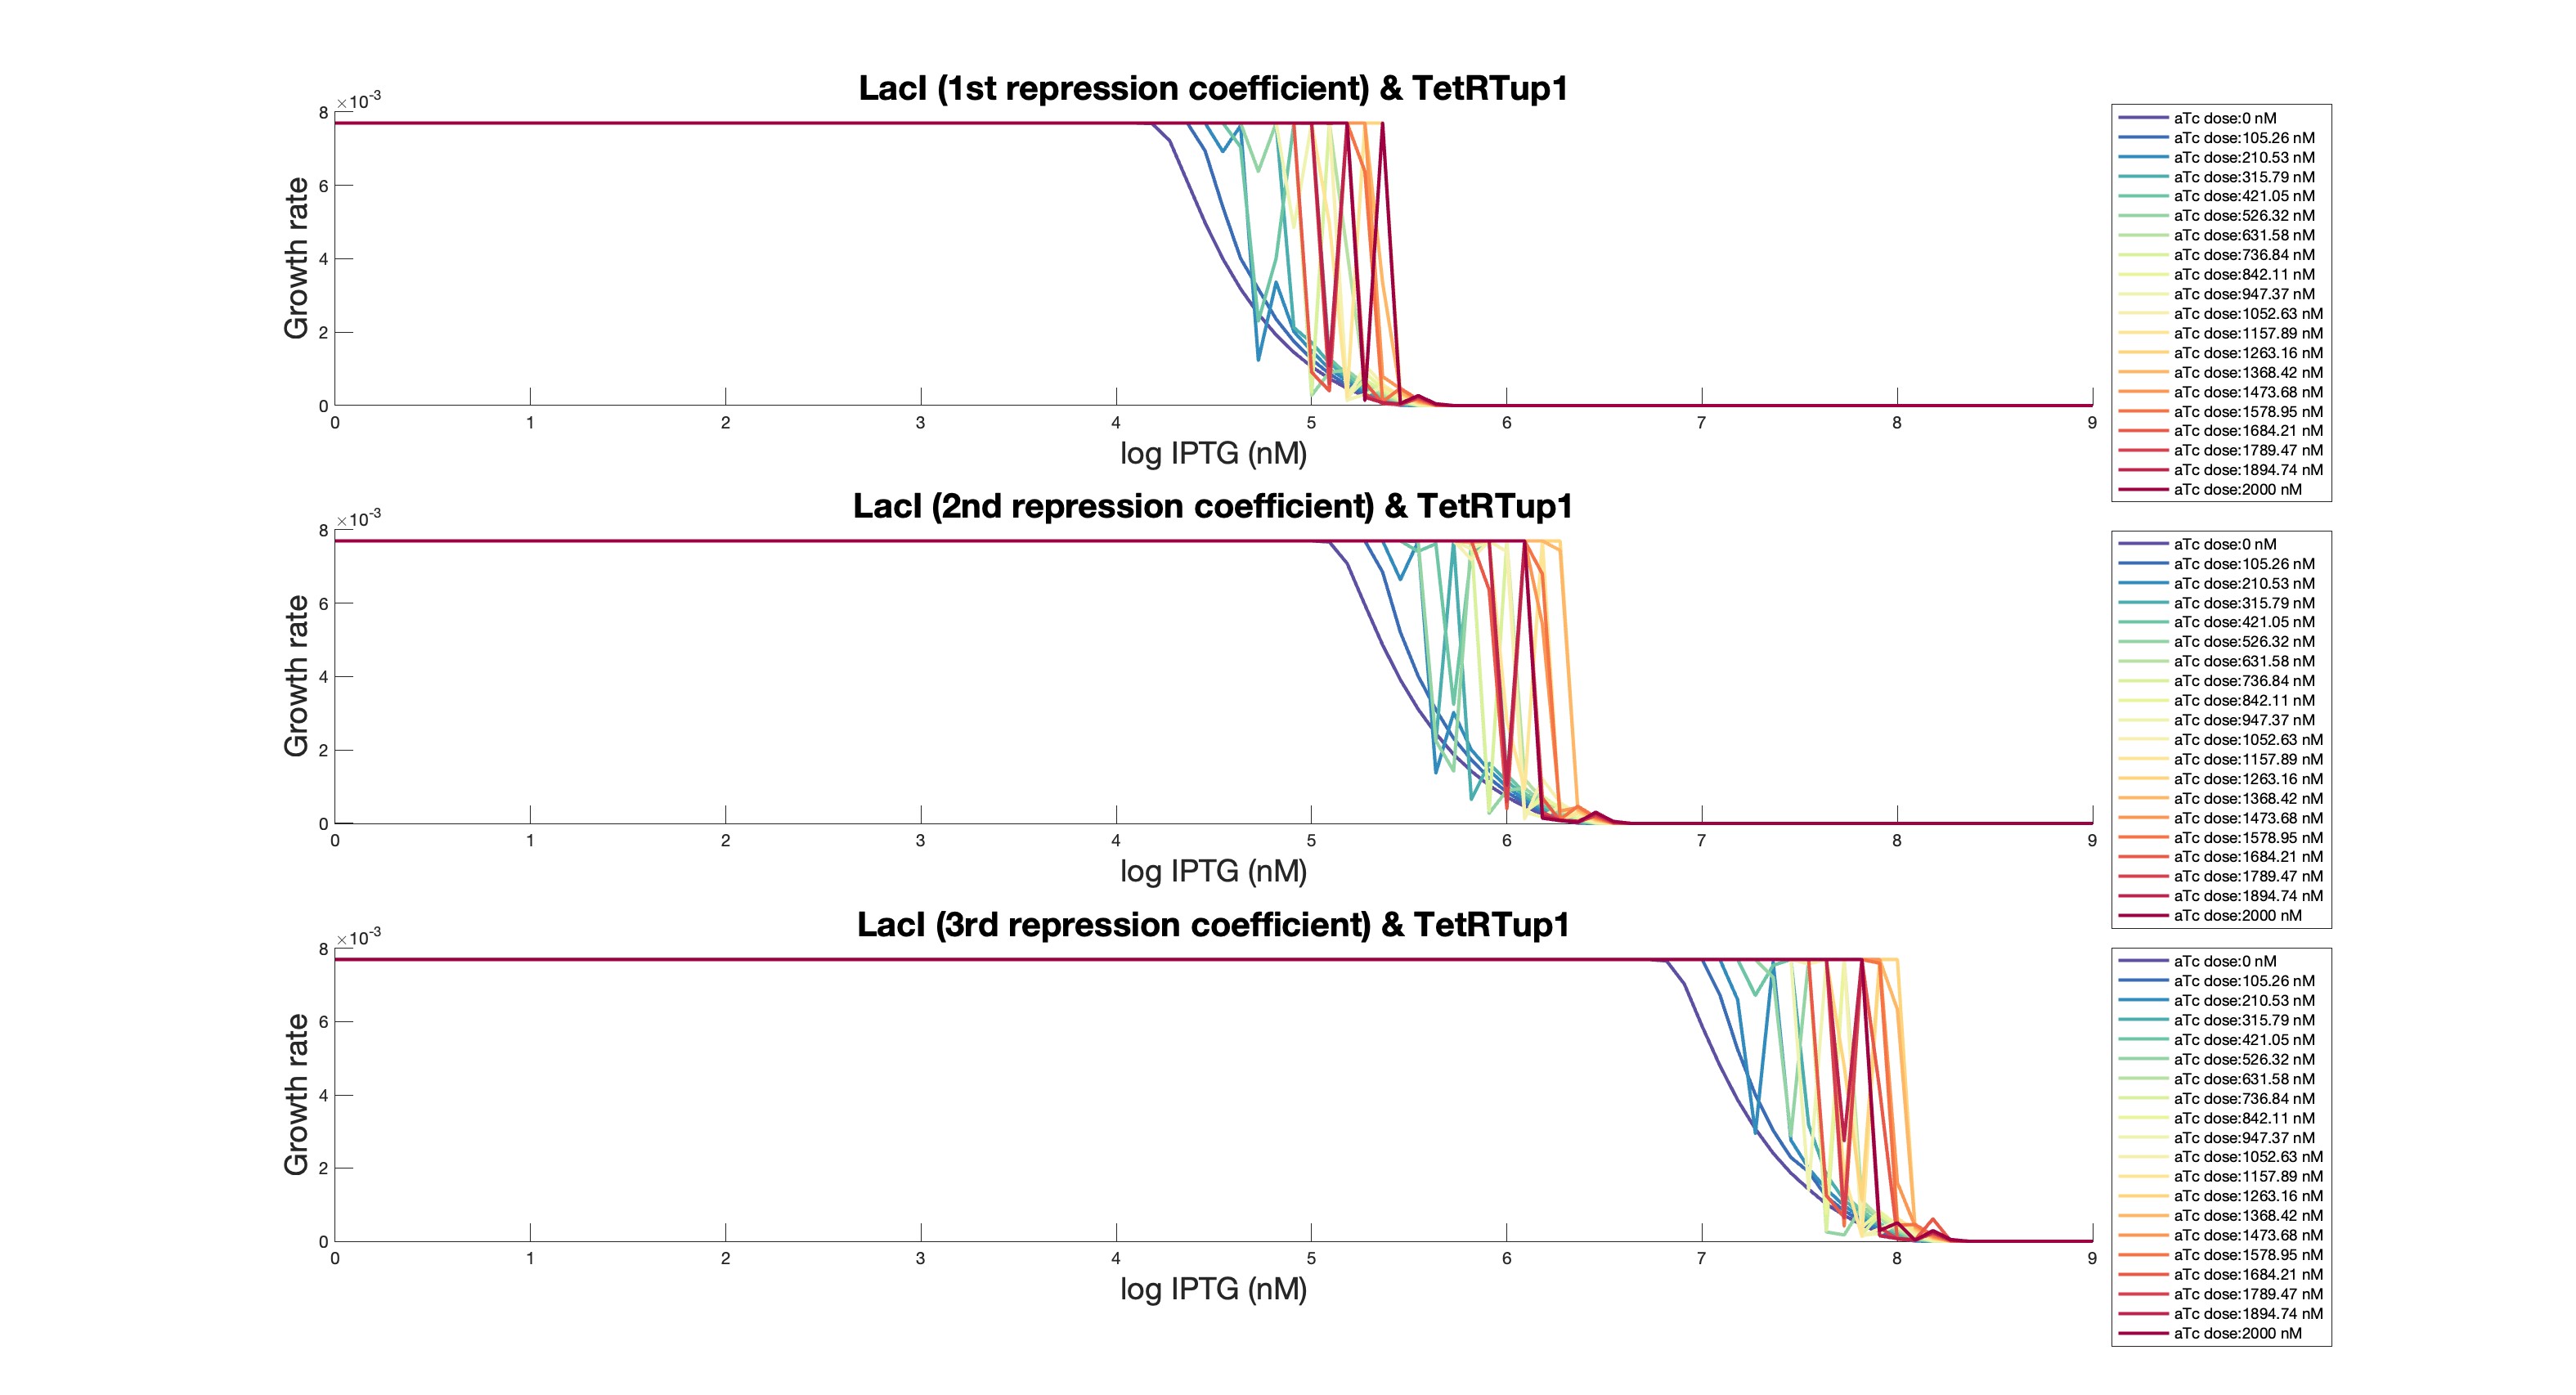 LacI (1st repression coefficient) & TetRTup1
×10-3
8
6
4
2
0
Growth rate
0 1 2 3 4 5 6 7 8 9
log IPTG (nM)
aTc dose:0 nM
aTc dose:105.26 nM
aTc dose:210.53 nM
aTc dose:315.79 nM
aTc dose:421.05 nM
aTc dose:526.32 nM
aTc dose:631.58 nM
aTc dose:736.84 nM
aTc dose:842.11 nM
aTc dose:947.37 nM
aTc dose:1052.63 nM
aTc dose:1157.89 nM
aTc dose:1263.16 nM
aTc dose:1368.42 nM
aTc dose:1473.68 nM
aTc dose:1578.95 nM
aTc dose:1684.21 nM
aTc dose:1789.47 nM
aTc dose:1894.74 nM
aTc dose:2000 nM
LacI (2nd repression coefficient) & TetRTup1
×10-3
8
6
4
2
0
Growth rate
0 1 2 3 4 5 6 7 8 9
log IPTG (nM)
aTc dose:0 nM
aTc dose:105.26 nM
aTc dose:210.53 nM
aTc dose:315.79 nM
aTc dose:421.05 nM
aTc dose:526.32 nM
aTc dose:631.58 nM
aTc dose:736.84 nM
aTc dose:842.11 nM
aTc dose:947.37 nM
aTc dose:1052.63 nM
aTc dose:1157.89 nM
aTc dose:1263.16 nM
aTc dose:1368.42 nM
aTc dose:1473.68 nM
aTc dose:1578.95 nM
aTc dose:1684.21 nM
aTc dose:1789.47 nM
aTc dose:1894.74 nM
aTc dose:2000 nM
LacI (3rd repression coefficient) & TetRTup1
×10-3
8
6
4
2
0
Growth rate
0 1 2 3 4 5 6 7 8 9
log IPTG (nM)
aTc dose:0 nM
aTc dose:105.26 nM
aTc dose:210.53 nM
aTc dose:315.79 nM
aTc dose:421.05 nM
aTc dose:526.32 nM
aTc dose:631.58 nM
aTc dose:736.84 nM
aTc dose:842.11 nM
aTc dose:947.37 nM
aTc dose:1052.63 nM
aTc dose:1157.89 nM
aTc dose:1263.16 nM
aTc dose:1368.42 nM
aTc dose:1473.68 nM
aTc dose:1578.95 nM
aTc dose:1684.21 nM
aTc dose:1789.47 nM
aTc dose:1894.74 nM
aTc dose:2000 nM